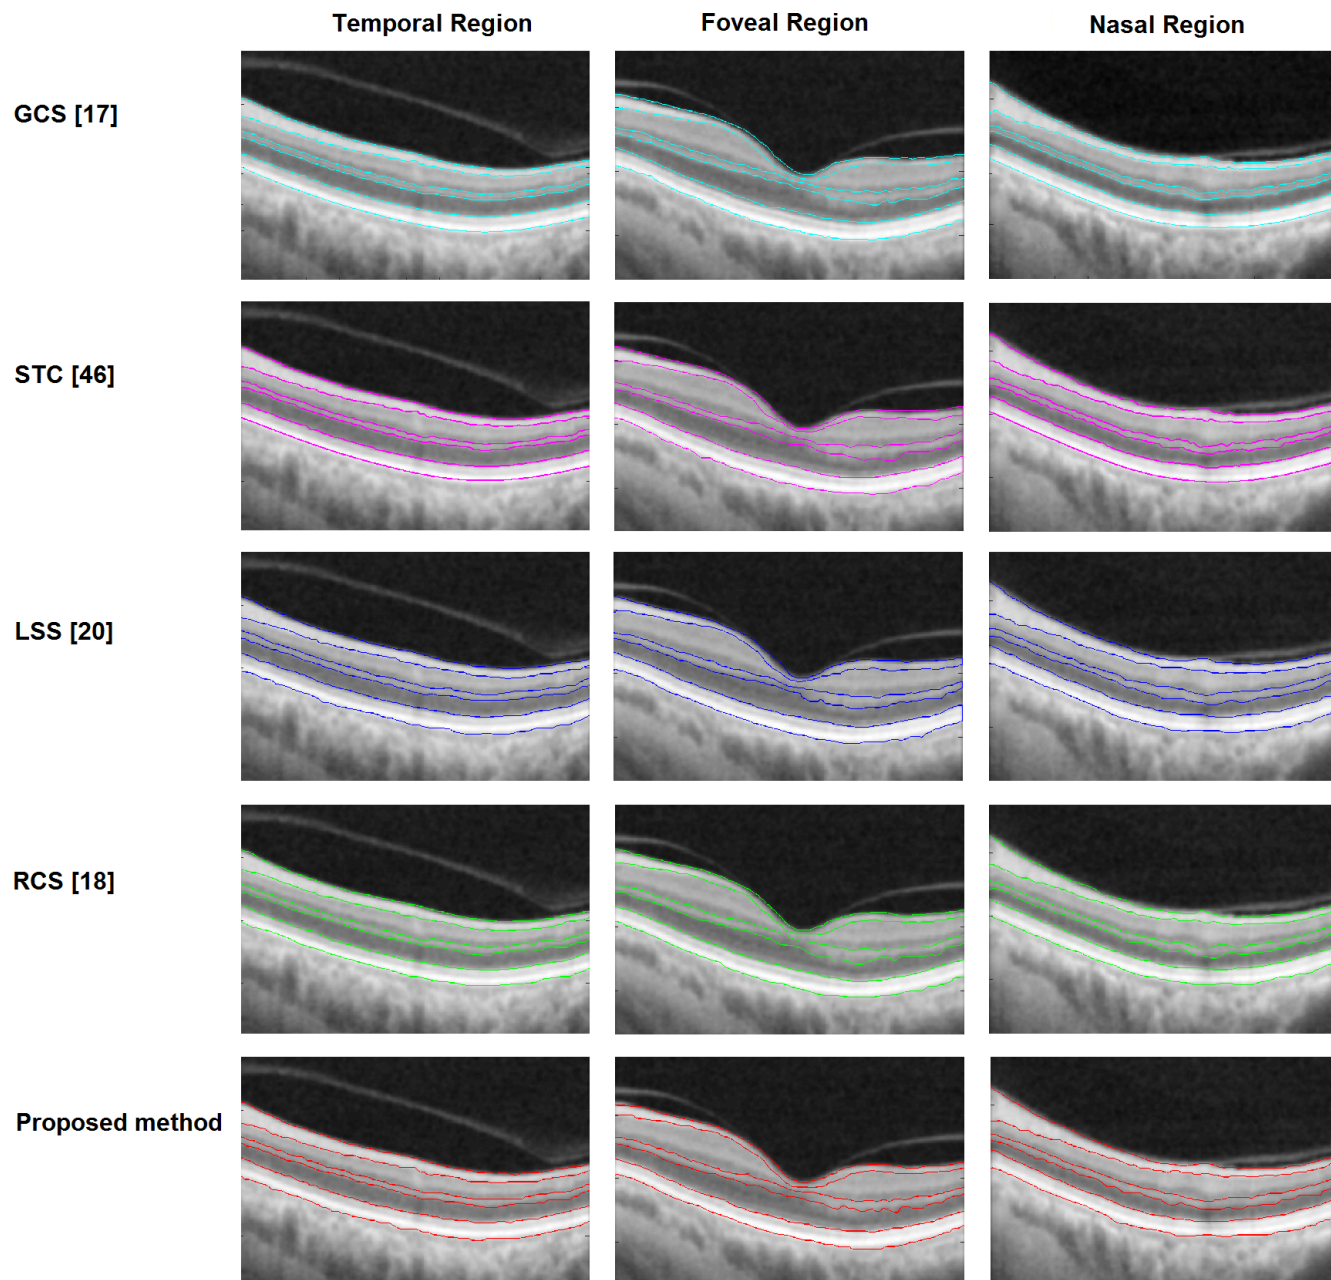 Temporal Region Foveal Region Nasal Region
GCS [17]
STC [46]
LSS [20]
RCS [18]
Proposed method